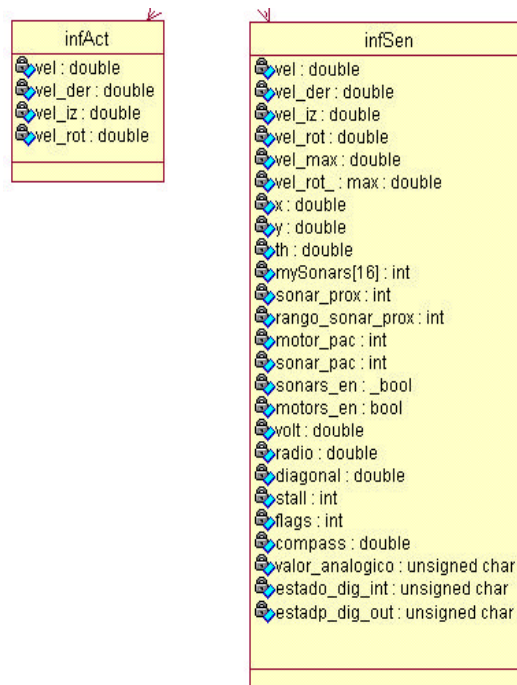 infAct
vel : double
vel_der : double
vel_iz : double
vel_rot : double
infSen
vel : double
vel_der : double
vel_iz : double
vel_rot : double
vel_max : double
vel_rot_ : max : double
x : double
y : double
th : double
mySonars[16] : int
sonar_prox : int
rango_sonar_prox : int
motor_pac : int
sonar_pac : int
sonars_en : _bool
motors_en : bool
volt : double
radio : double
diagonal : double
stall : int
flags : int
compass : double
valor_analogico : unsigned char
estado_dig_int : unsigned char
estadp_dig_out : unsigned char